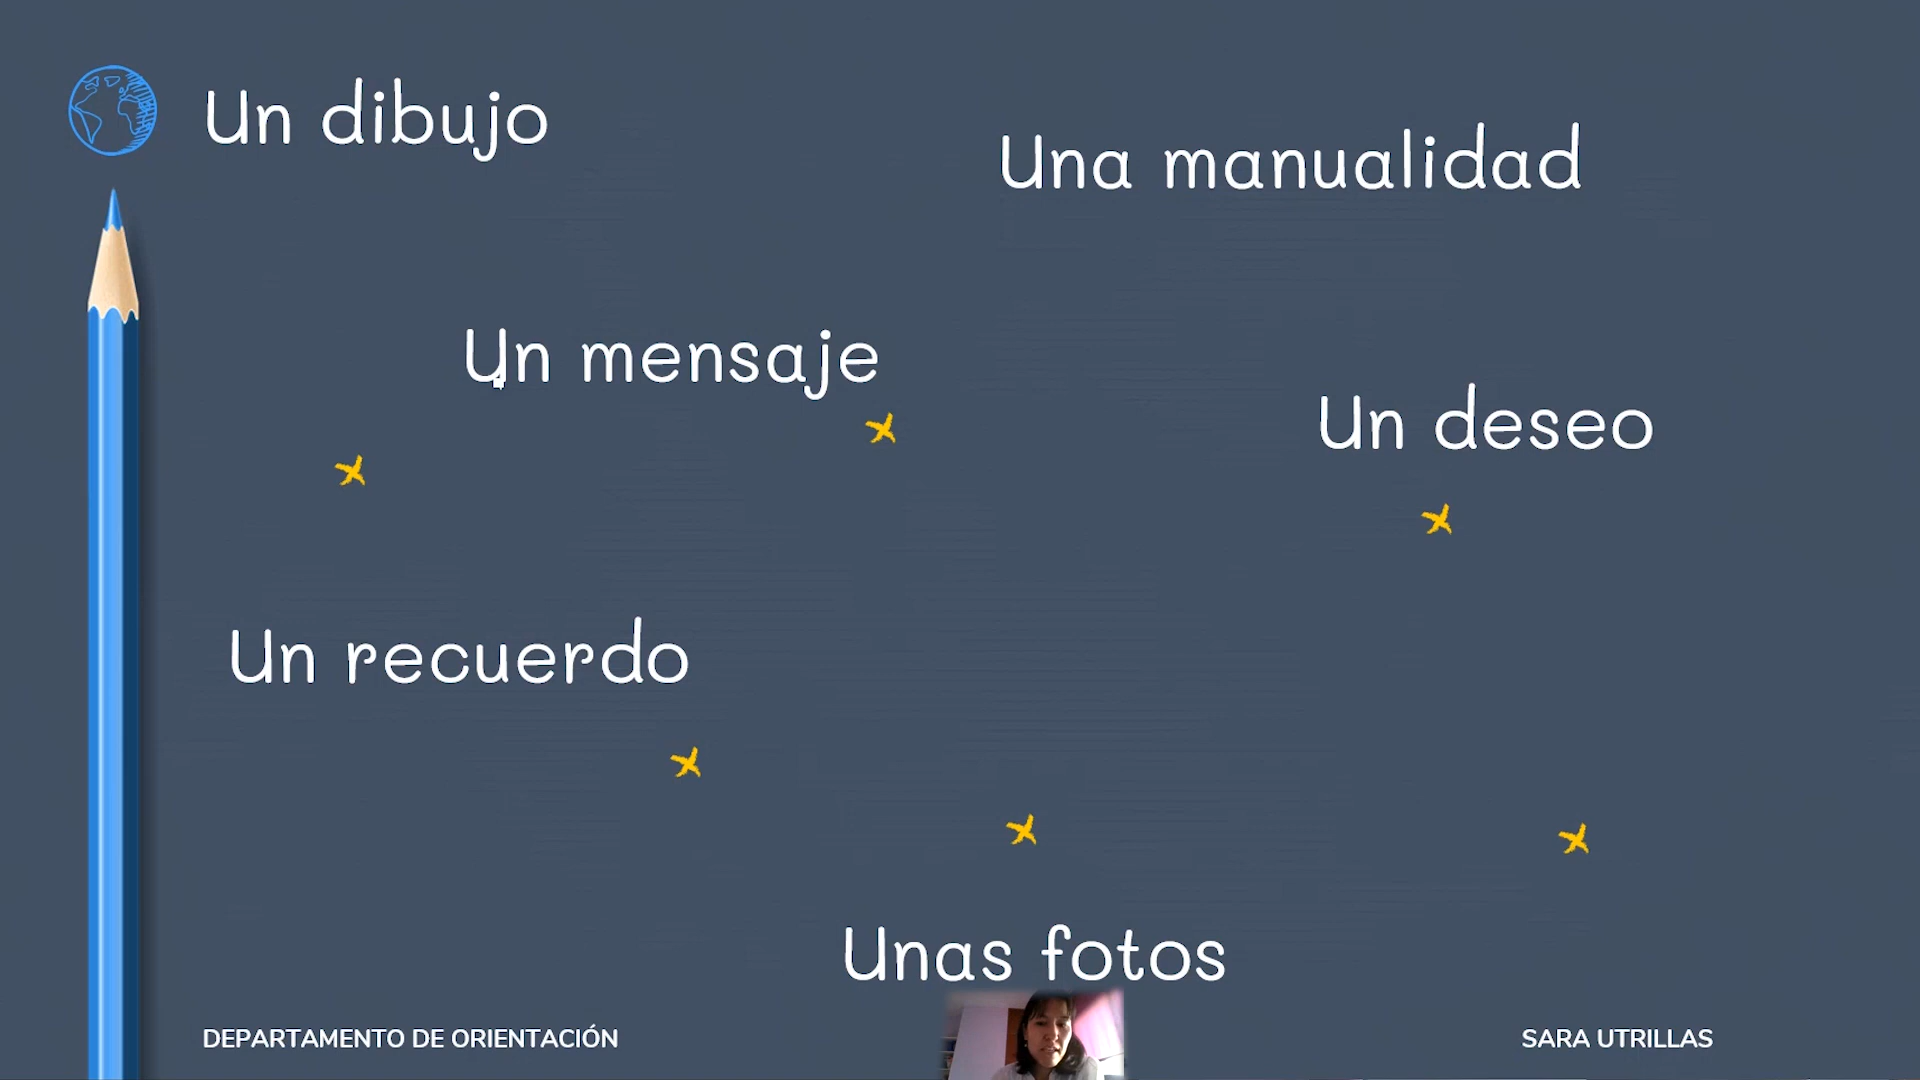 Un dibujo
Una manualidad
Un mensaje
Un deseo
Un recuerdo
Unas fotos
DEPARTAMENTO DE ORIENTACIÓN
SARA UTRILLAS